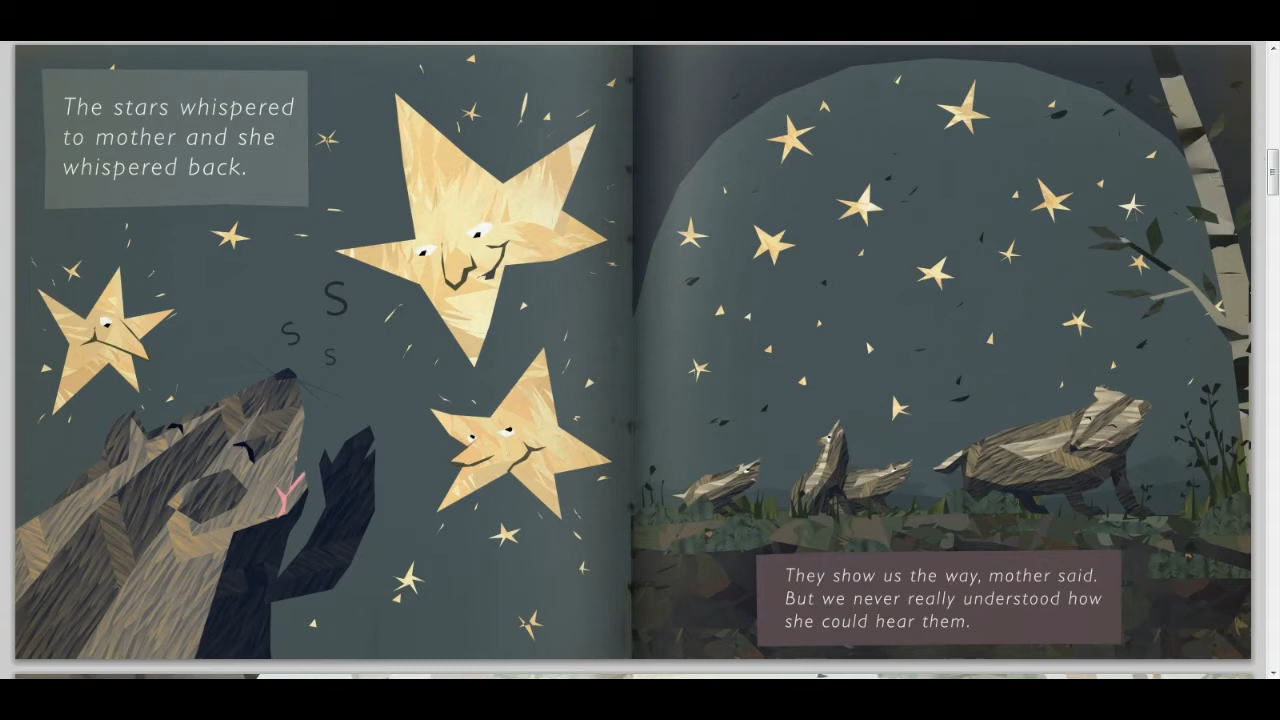 The stars whispered
to mother and she
whispered back.
S
S
S
They show us the way, mother said.
But we never really understood how
she could hear them.